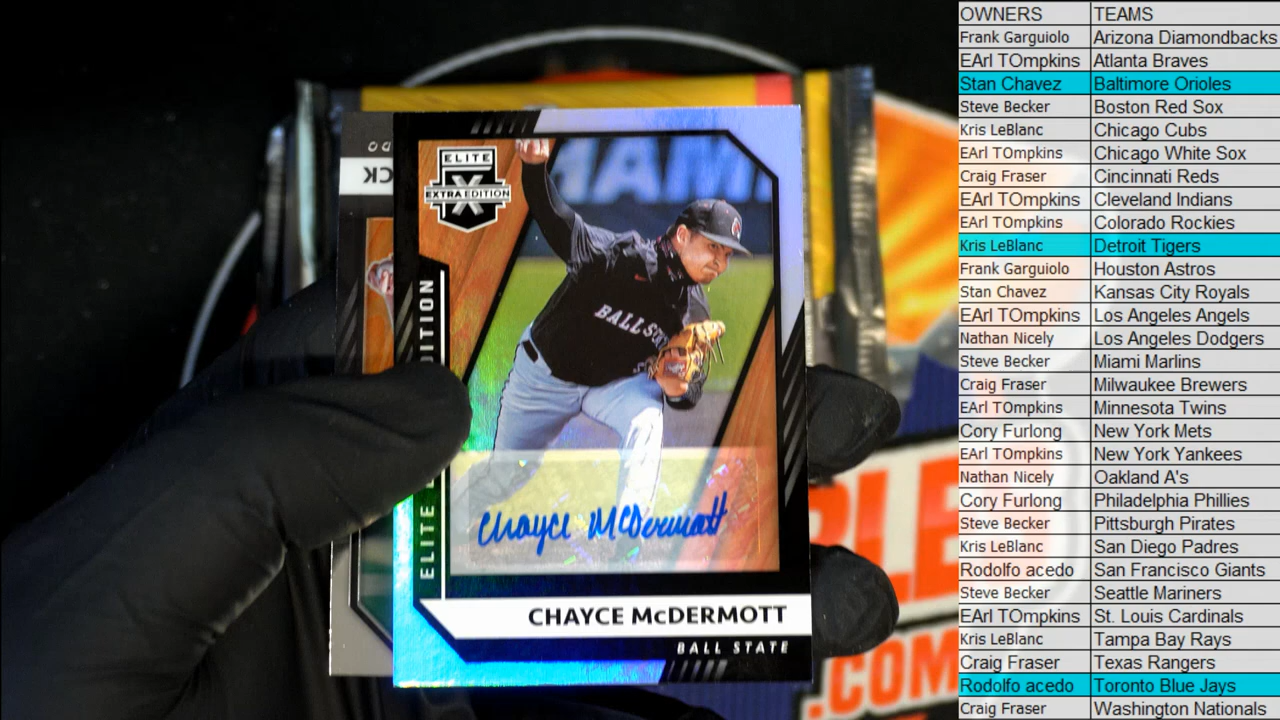 ELITE
EXTRA EDITION
BALL STATE
ELITE EDITION
Chayce McDermott
CHAYCE McDERMOTT
BALL STATE
.COM
OWNERS TEAMS
Frank Garguiolo Arizona Diamondbacks
EArl TOmpkins Atlanta Braves
Stan Chavez Baltimore Orioles
Steve Becker Boston Red Sox
Kris LeBlanc Chicago Cubs
EArl TOmpkins Chicago White Sox
Craig Fraser Cincinnati Reds
EArl TOmpkins Cleveland Indians
EArl TOmpkins Colorado Rockies
Kris LeBlanc Detroit Tigers
Frank Garguiolo Houston Astros
Stan Chavez Kansas City Royals
EArl TOmpkins Los Angeles Angels
Nathan Nicely Los Angeles Dodgers
Steve Becker Miami Marlins
Craig Fraser Milwaukee Brewers
EArl TOmpkins Minnesota Twins
Cory Furlong New York Mets
EArl TOmpkins New York Yankees
Nathan Nicely Oakland A's
Cory Furlong Philadelphia Phillies
Steve Becker Pittsburgh Pirates
Kris LeBlanc San Diego Padres
Rodolfo acedo San Francisco Giants
Steve Becker Seattle Mariners
EArl TOmpkins St. Louis Cardinals
Kris LeBlanc Tampa Bay Rays
Craig Fraser Texas Rangers
Rodolfo acedo Toronto Blue Jays
Craig Fraser Washington Nationals